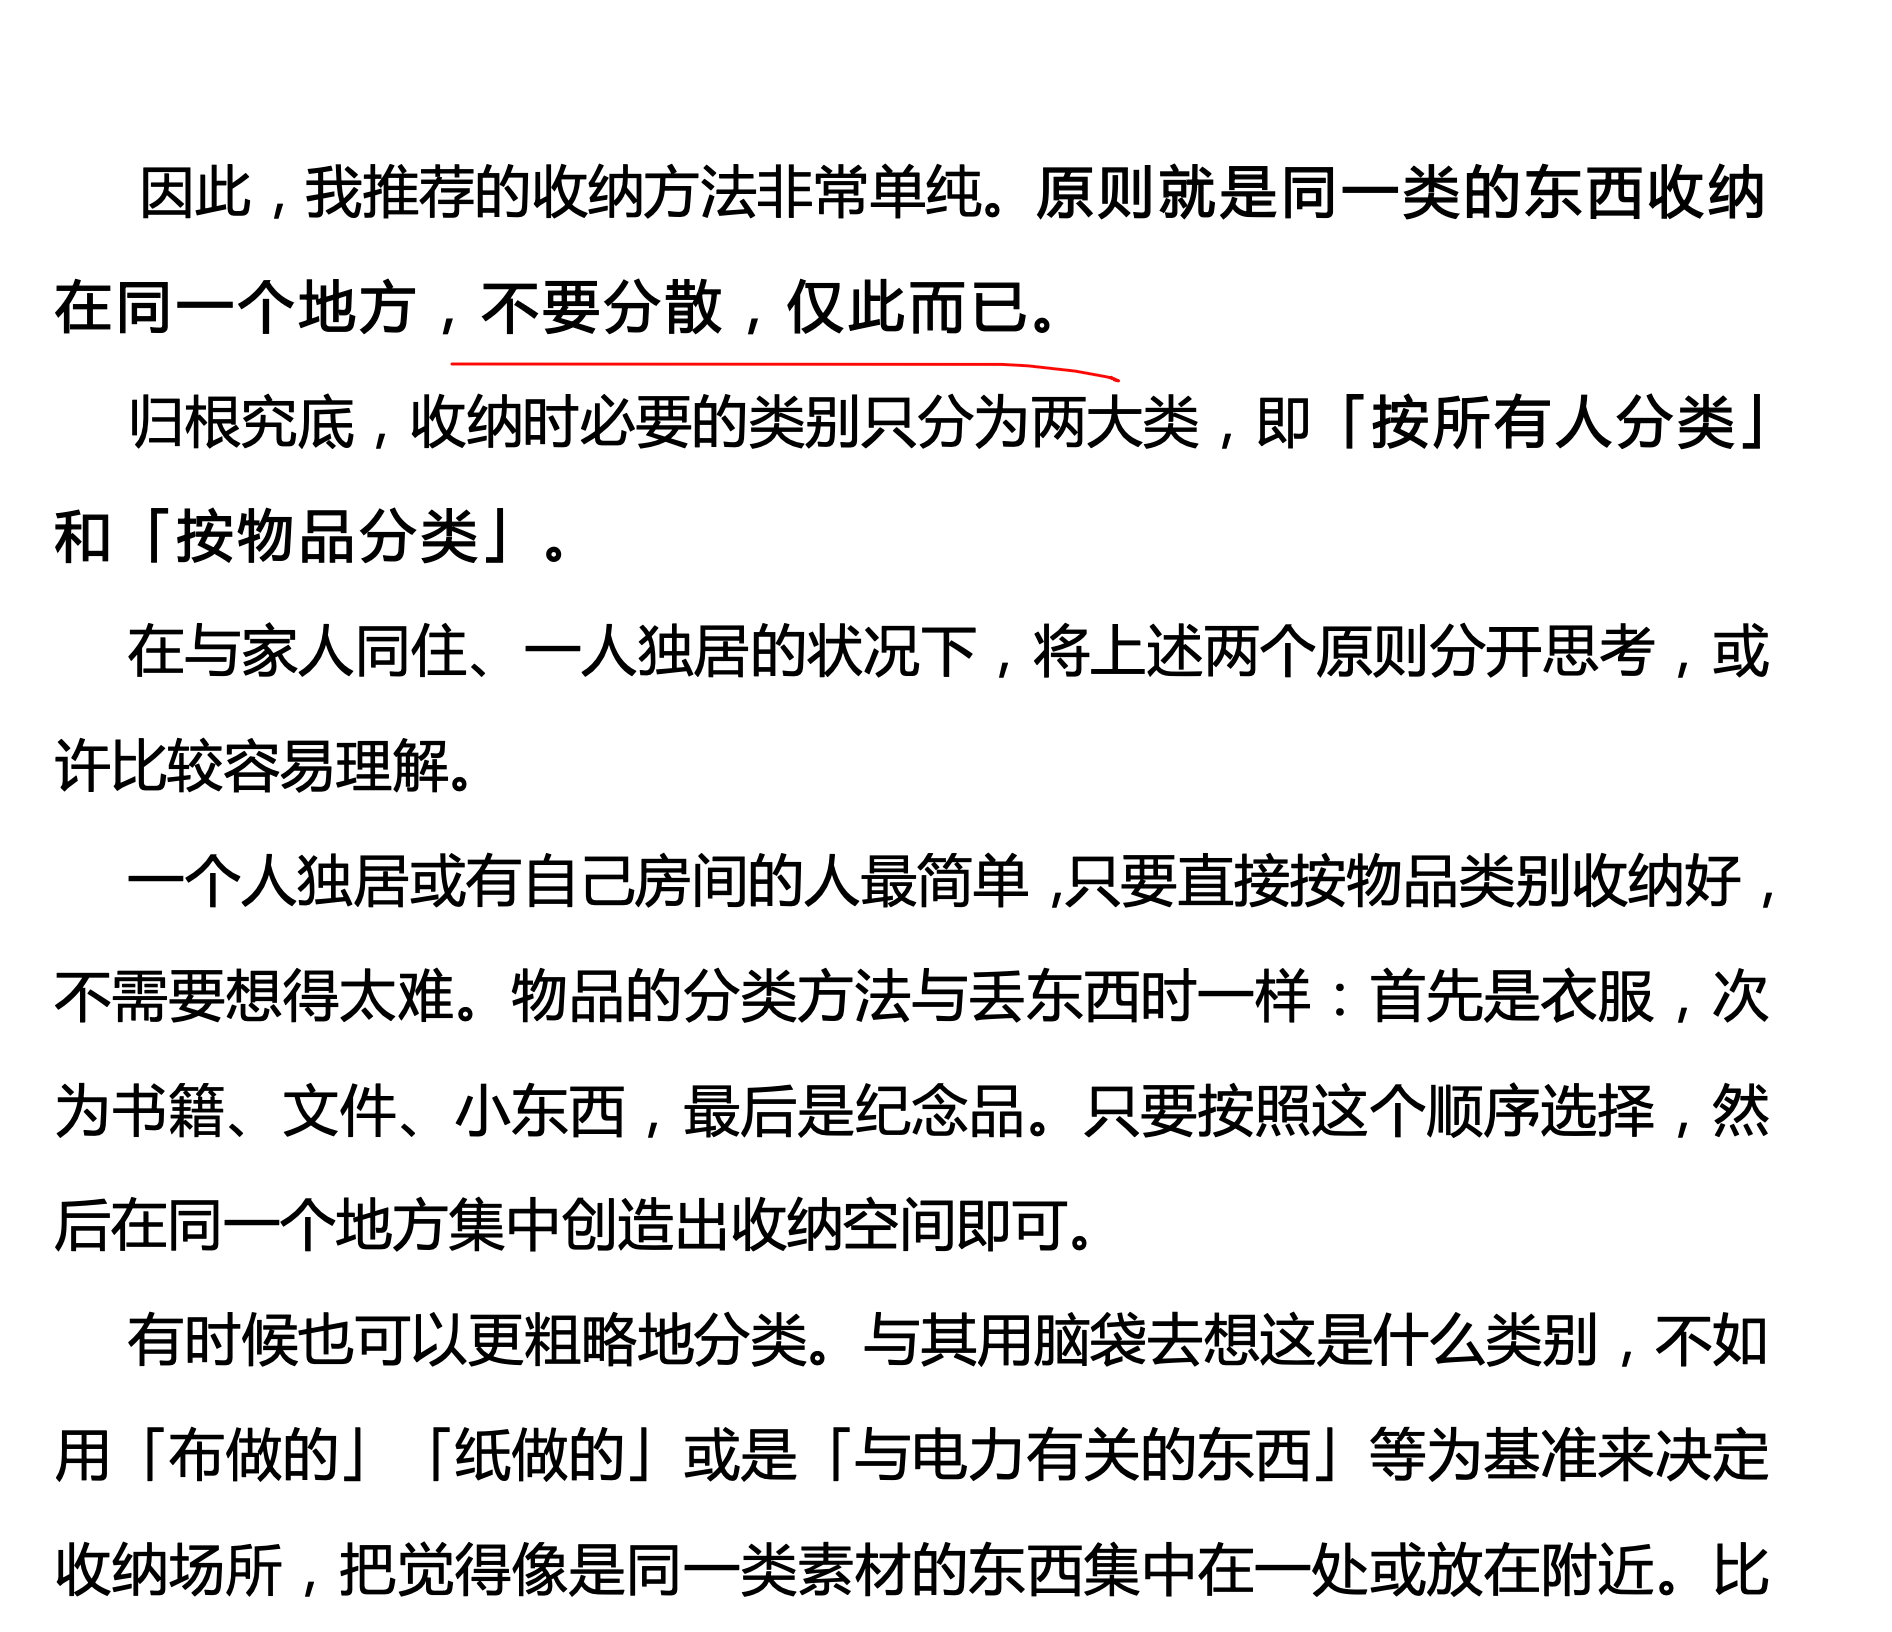 因此，我推荐的收纳方法非常单纯。原则就是同一类的东西收纳
在同一个地方，不要分散，仅此而已。
归根究底，收纳时必要的类别只分为两大类，即「按所有人分类」
和「按物品分类」。
在与家人同住、一人独居的状况下，将上述两个原则分开思考，或
许比较容易理解。
一个人独居或有自己房间的人最简单，只要直接按物品类别收纳好，
不需要想得太难。物品的分类方法与丢东西时一样：首先是衣服，次
为书籍、文件、小东西，最后是纪念品。只要按照这个顺序选择，然
后在同一个地方集中创造出收纳空间即可。
有时候也可以更粗略地分类。与其用脑袋去想这是什么类别，不如
用「布做的」「纸做的」或是「与电力有关的东西」等为基准来决定
收纳场所，把觉得像是同一类素材的东西集中在一处或放在附近。比